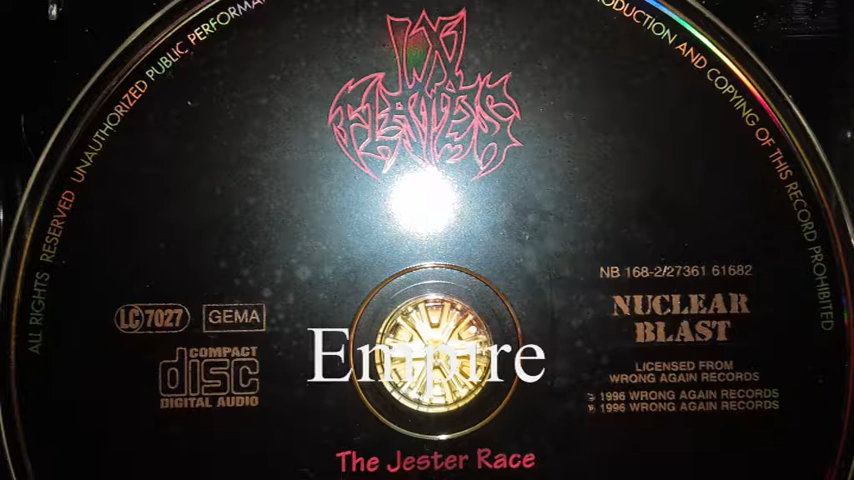 ALL RIGHTS RESERVED UNAUTHORIZED PUBLIC PERFORMA
ODUCTION AND COPYING OF THIS RECORD PROHIBITED
IN
FLAMES
NB 168-2/27361 61682
NUCLEAR
BLAST
LC 7027
GEMA
COMPACT
disc
DIGITAL AUDIO
Empire
LICENSED FROM
WRONG AGAIN RECORDS
1996 WRONG AGAIN RECORDS
1996 WRONG AGAIN RECORDS
The Jester Race